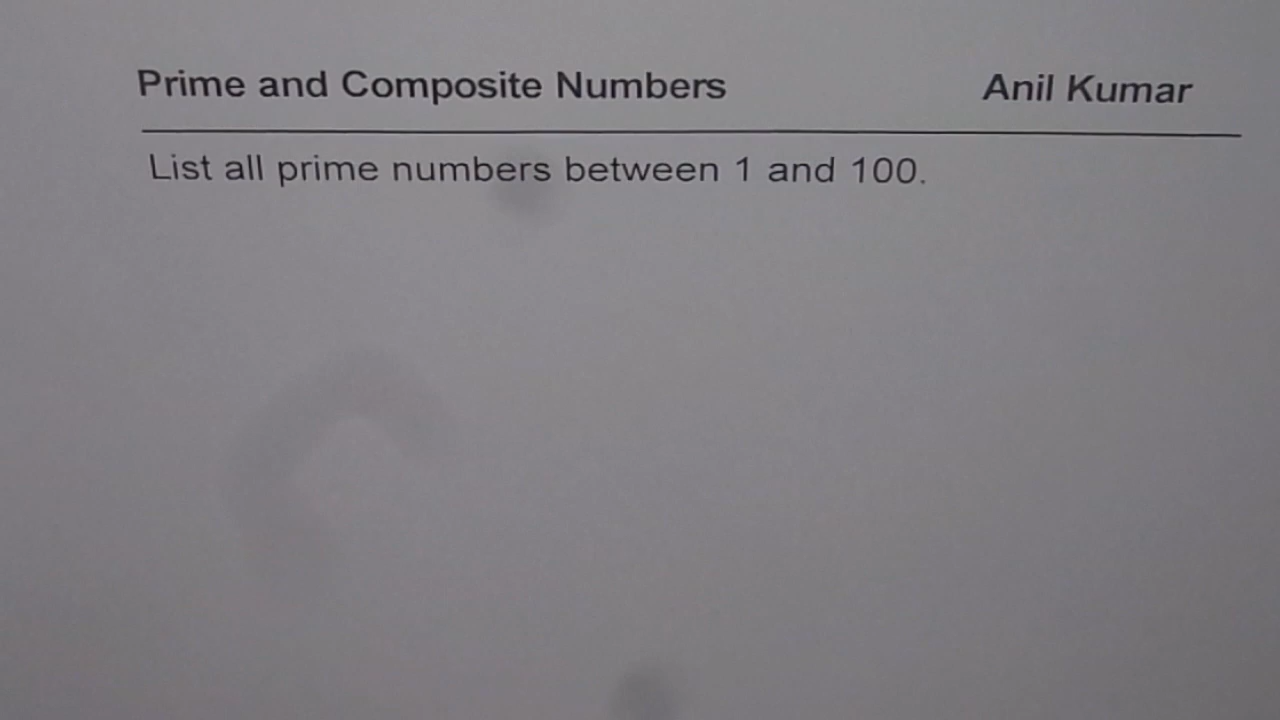 Prime and Composite Numbers Anil Kumar
List all prime numbers between 1 and 100.